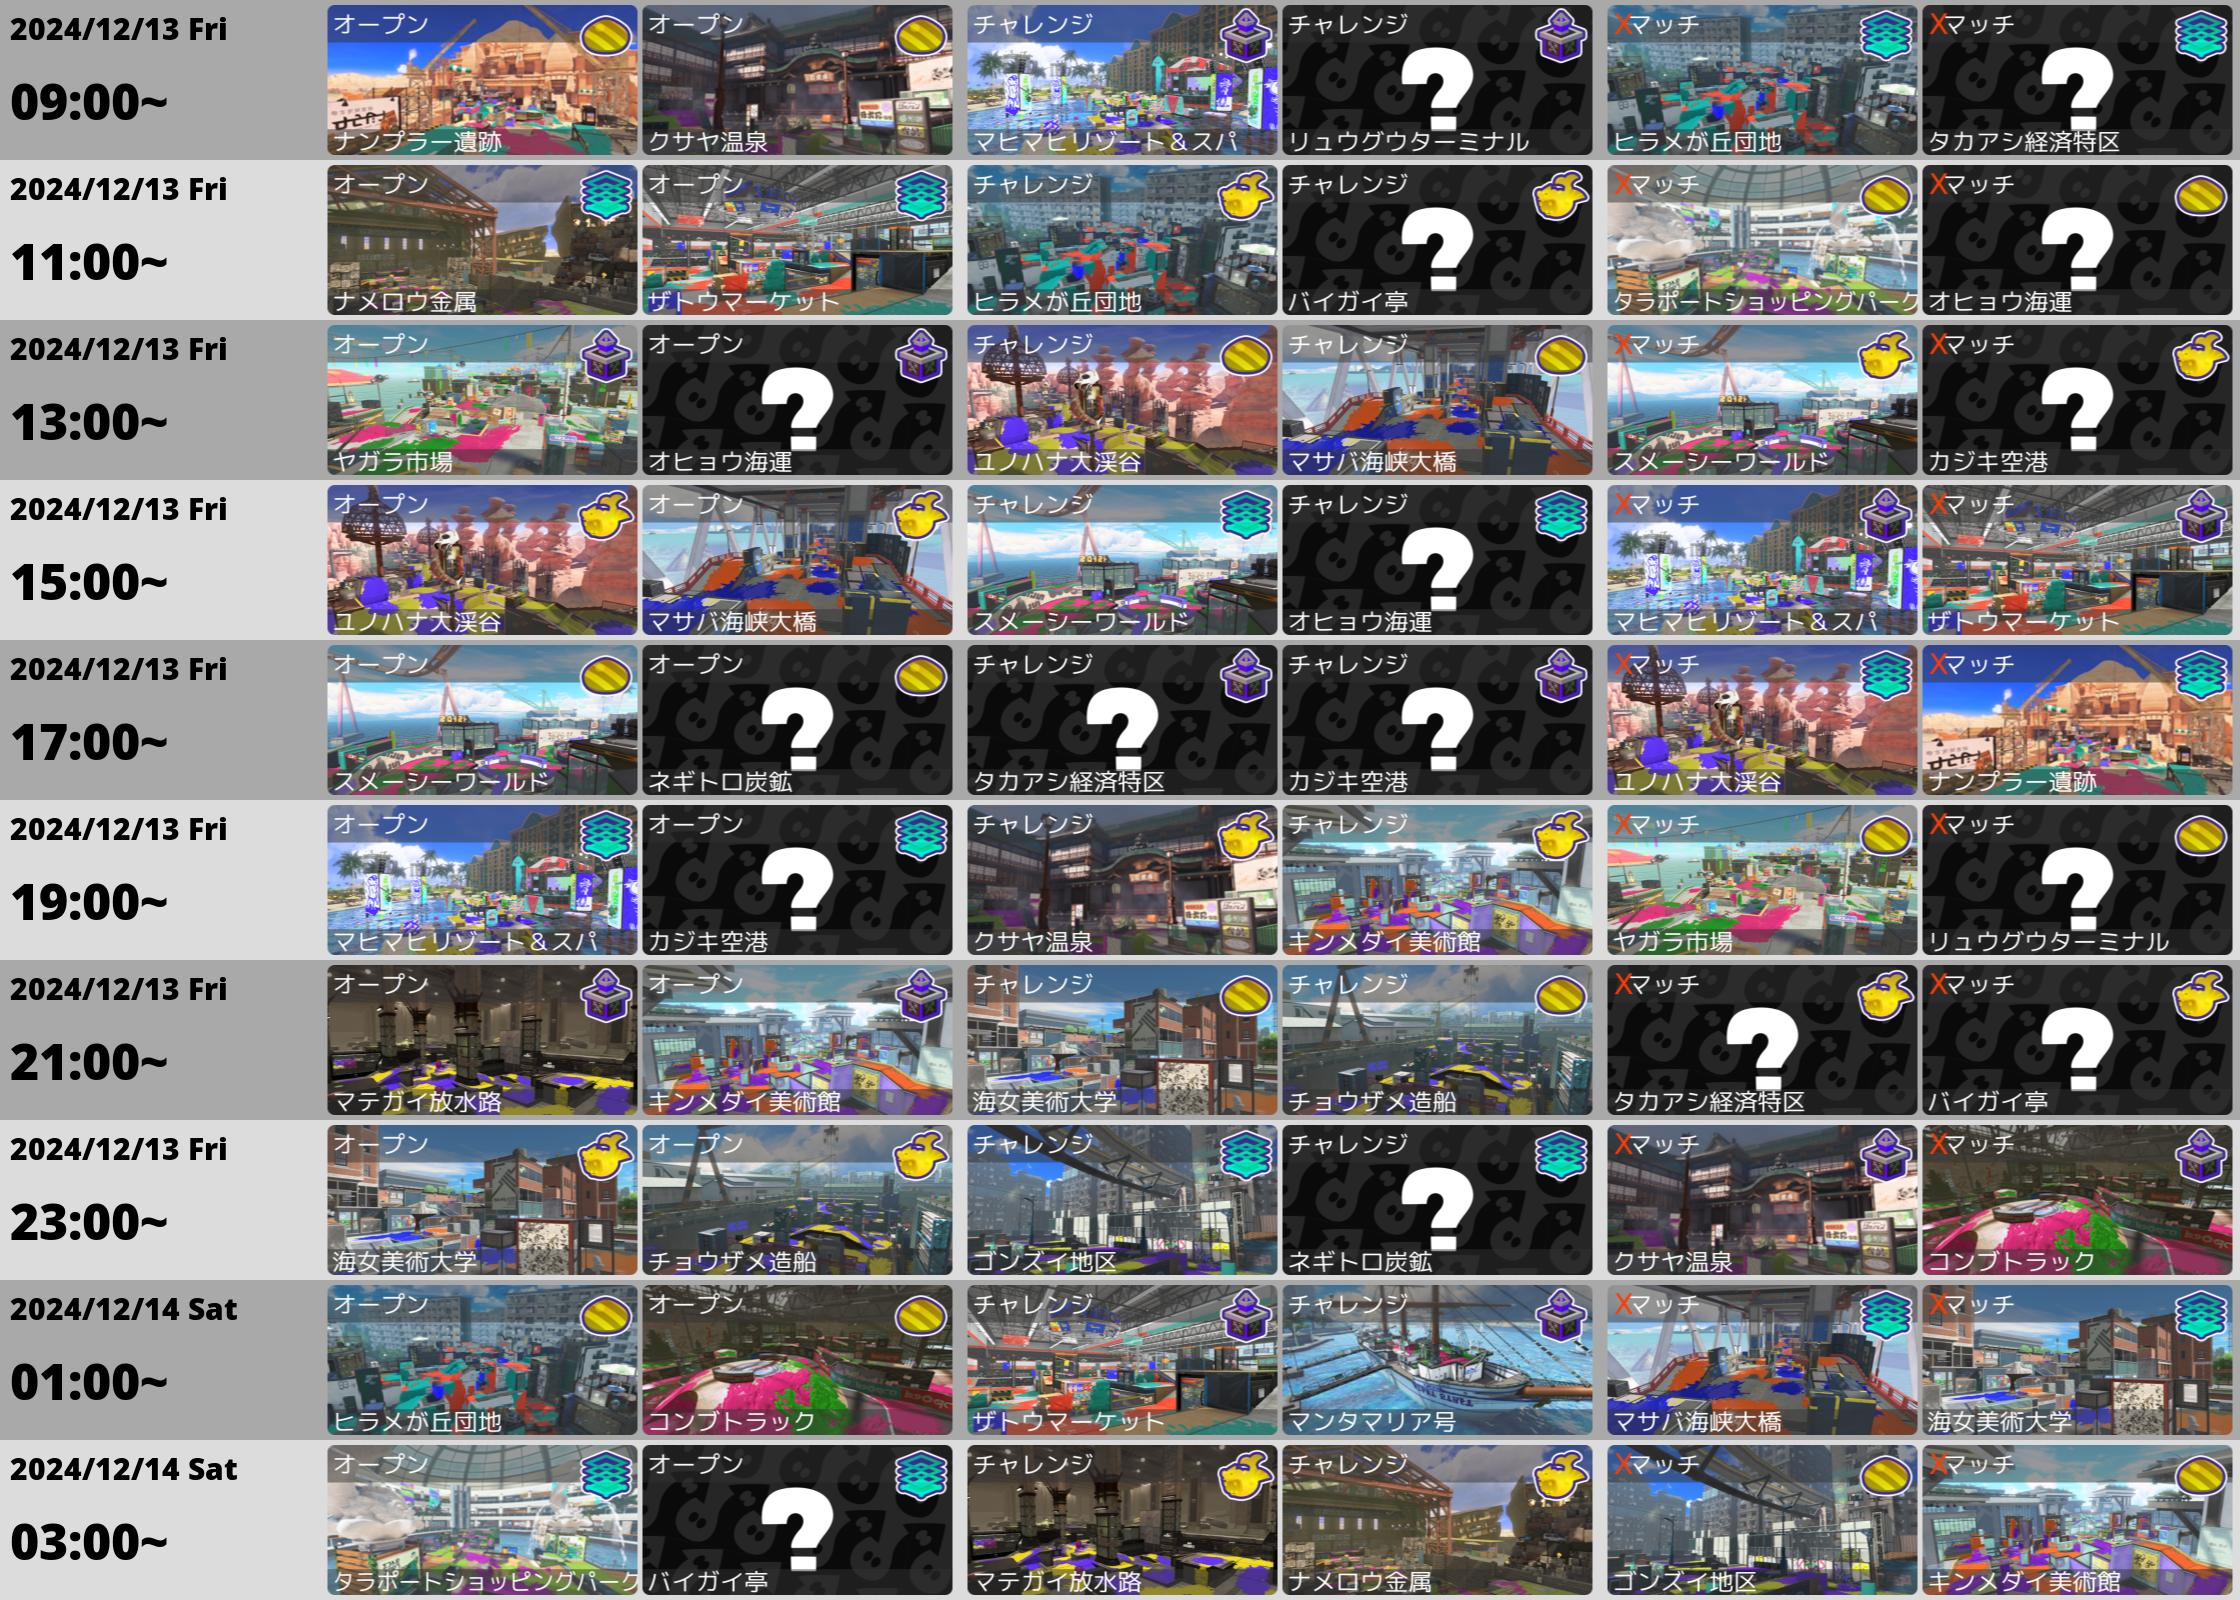 2024/12/13 Fri
09:00~
オープン
ナンプラー遺跡
オープン
クサヤ温泉
チャレンジ
マヒマヒリゾート＆スパ
チャレンジ
リュウグウターミナル
Xマッチ
ヒラメが丘団地
Xマッチ
タカアシ経済特区
2024/12/13 Fri
11:00~
オープン
ナメロウ金属
オープン
ザトウマーケット
チャレンジ
ヒラメが丘団地
チャレンジ
バイガイ亭
Xマッチ
タラポートショッピングパーク
Xマッチ
オヒョウ海運
2024/12/13 Fri
13:00~
オープン
ヤガラ市場
オープン
オヒョウ海運
チャレンジ
ユノハナ大渓谷
チャレンジ
マサバ海峡大橋
Xマッチ
スメーシーワールド
Xマッチ
カジキ空港
2024/12/13 Fri
15:00~
オープン
ユノハナ大渓谷
オープン
マサバ海峡大橋
チャレンジ
スメーシーワールド
チャレンジ
オヒョウ海運
Xマッチ
マヒマヒリゾート＆スパ
Xマッチ
ザトウマーケット
2024/12/13 Fri
17:00~
オープン
スメーシーワールド
オープン
ネギトロ炭鉱
チャレンジ
タカアシ経済特区
チャレンジ
カジキ空港
Xマッチ
ユノハナ大渓谷
Xマッチ
ナンプラー遺跡
2024/12/13 Fri
19:00~
オープン
マヒマヒリゾート＆スパ
オープン
カジキ空港
チャレンジ
クサヤ温泉
チャレンジ
キンメダイ美術館
Xマッチ
ヤガラ市場
Xマッチ
リュウグウターミナル
2024/12/13 Fri
21:00~
オープン
マテガイ放水路
オープン
キンメダイ美術館
チャレンジ
海女美術大学
チャレンジ
チョウザメ造船
Xマッチ
タカアシ経済特区
Xマッチ
バイガイ亭
2024/12/13 Fri
23:00~
オープン
海女美術大学
オープン
チョウザメ造船
チャレンジ
ゴンズイ地区
チャレンジ
ネギトロ炭鉱
Xマッチ
クサヤ温泉
Xマッチ
コンブトラック
2024/12/14 Sat
01:00~
オープン
ヒラメが丘団地
オープン
コンブトラック
チャレンジ
ザトウマーケット
チャレンジ
マンタマリア号
Xマッチ
マサバ海峡大橋
Xマッチ
海女美術大学
2024/12/14 Sat
03:00~
オープン
タラポートショッピングパーク
オープン
バイガイ亭
チャレンジ
マテガイ放水路
チャレンジ
ナメロウ金属
Xマッチ
ゴンズイ地区
Xマッチ
キンメダイ美術館